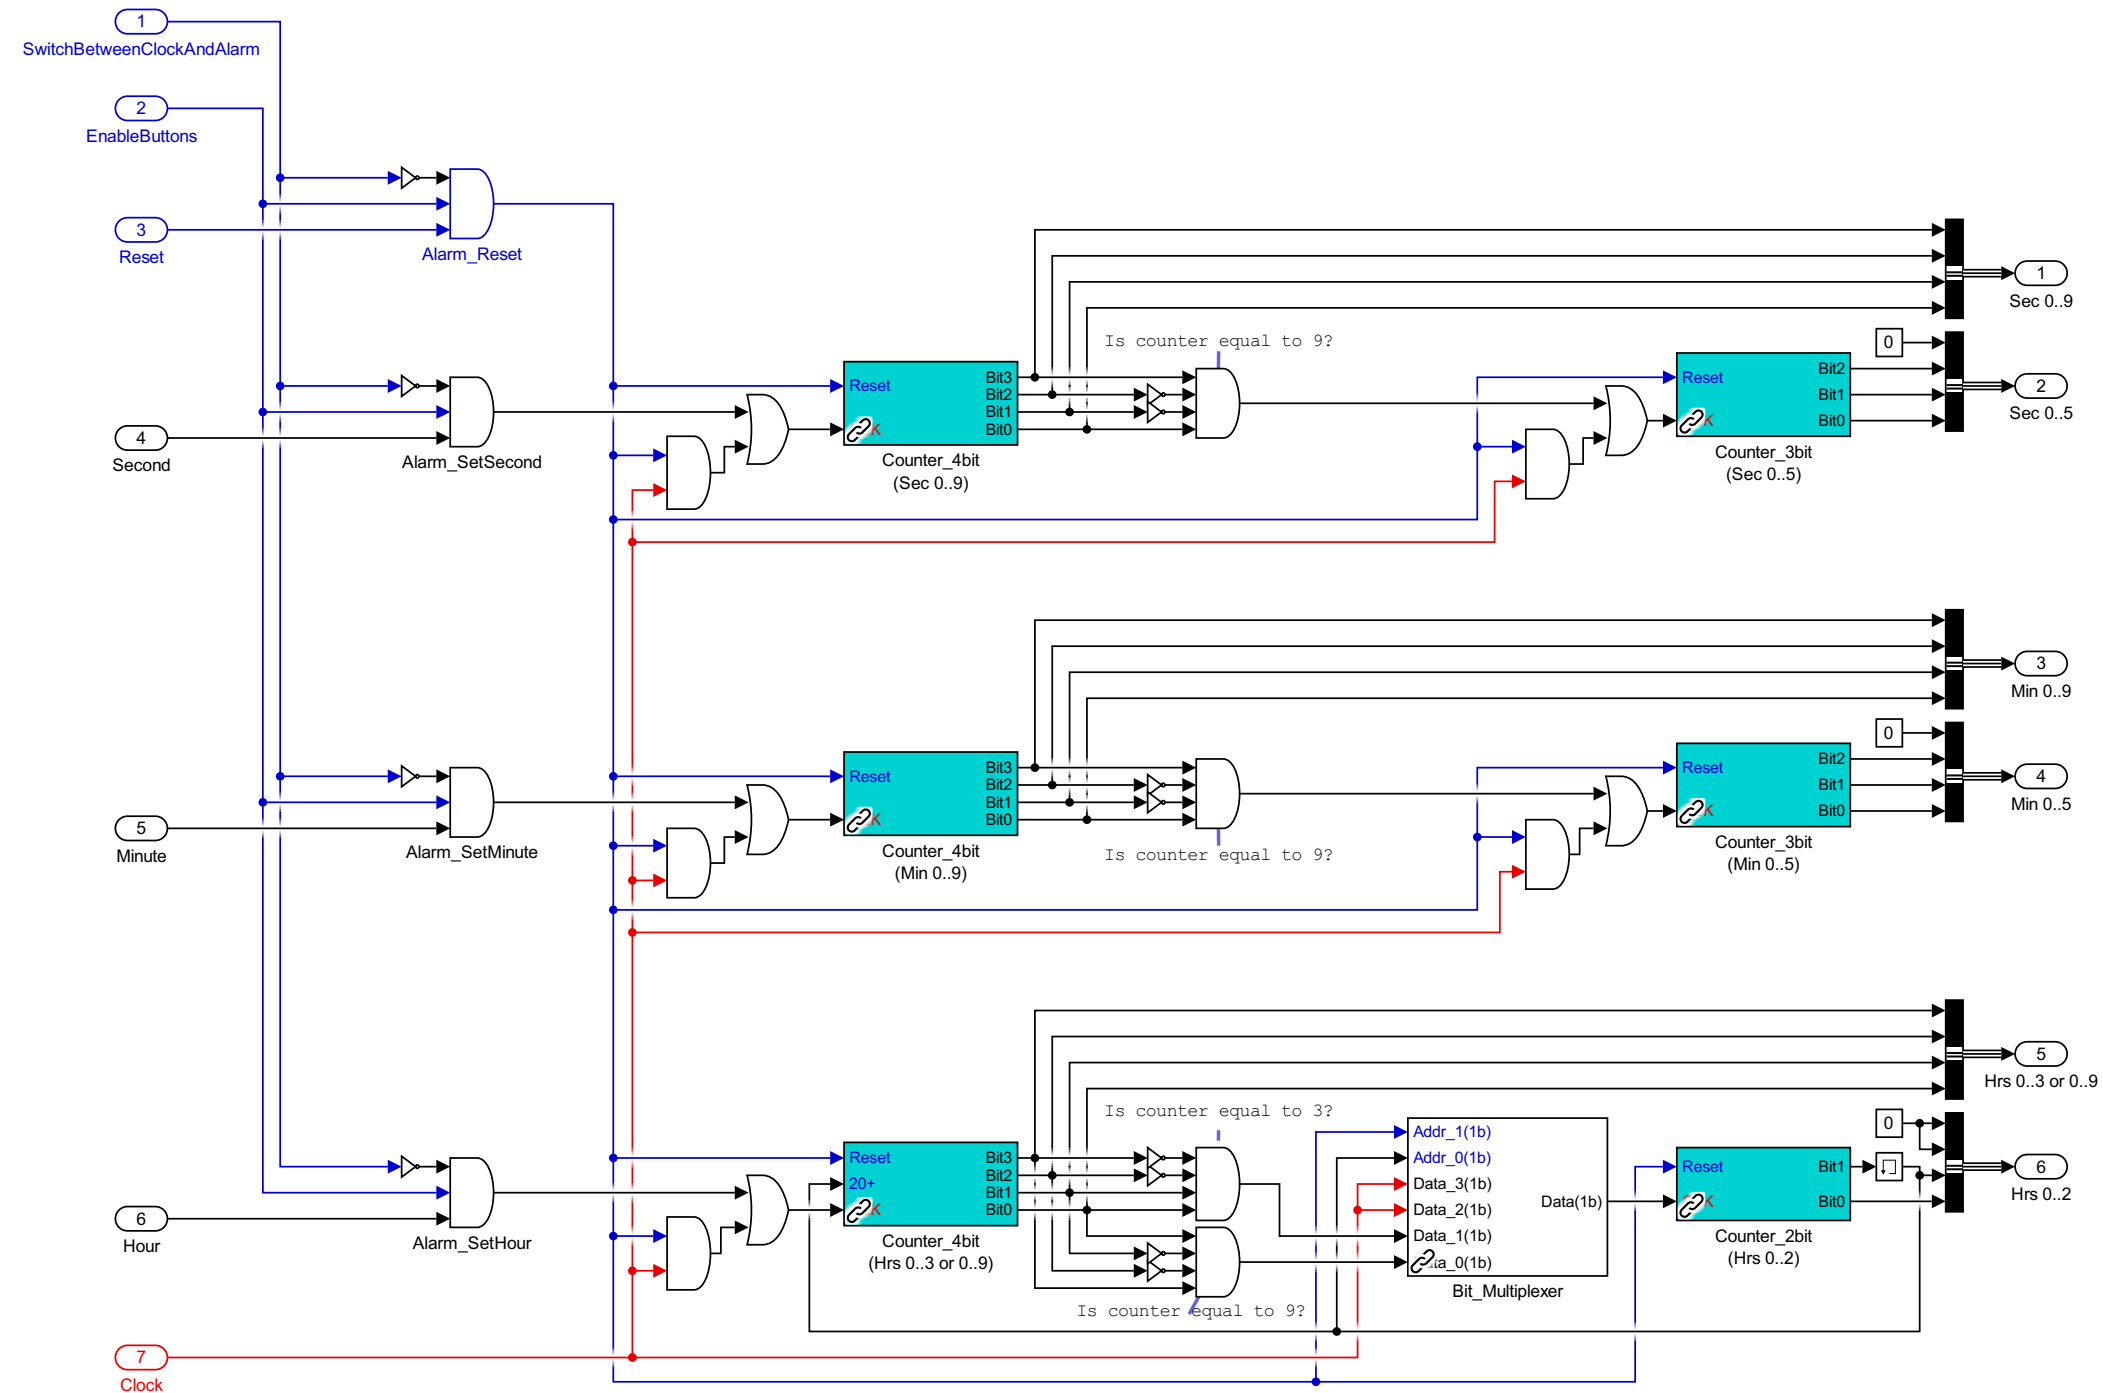 1
SwitchBetweenClockAndAlarm
2
EnableButtons
3
Reset
Alarm_Reset
1
Sec 0..9
Is counter equal to 9?
4
Second
Alarm_SetSecond
Reset
K
Bit3
Bit2
Bit1
Bit0
Counter_4bit
(Sec 0..9)
Reset
K
Bit2
Bit1
Bit0
Counter_3bit
(Sec 0..5)
0
2
Sec 0..5
3
Min 0..9
5
Minute
Alarm_SetMinute
Reset
K
Bit3
Bit2
Bit1
Bit0
Counter_4bit
(Min 0..9)
Is counter equal to 9?
Reset
K
Bit2
Bit1
Bit0
Counter_3bit
(Min 0..5)
0
4
Min 0..5
5
Hrs 0..3 or 0..9
6
Hour
Alarm_SetHour
Reset
20+
K
Bit3
Bit2
Bit1
Bit0
Counter_4bit
(Hrs 0..3 or 0..9)
Is counter equal to 3?
Is counter equal to 9?
Addr_1(1b)
Addr_0(1b)
Data_3(1b)
Data_2(1b)
Data_1(1b)
ta_0(1b)
Data(1b)
Bit_Multiplexer
Reset
K
Bit1
Bit0
Counter_2bit
(Hrs 0..2)
0
6
Hrs 0..2
7
Clock